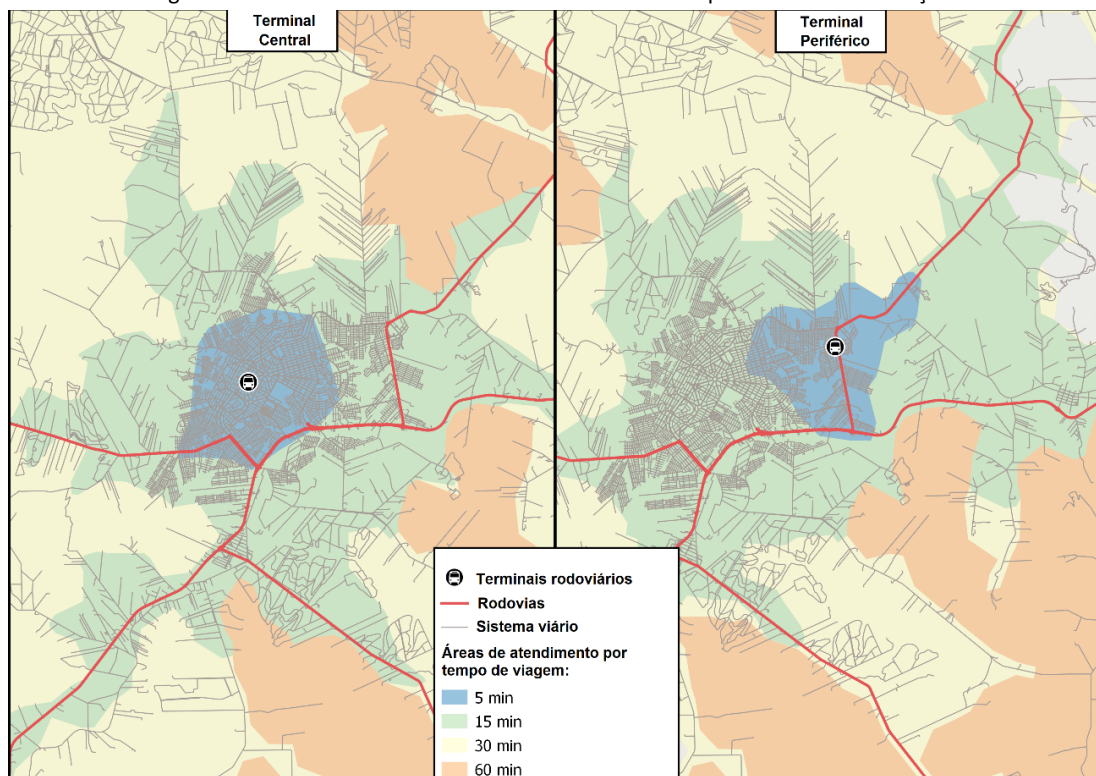 Terminal
Central
Terminal
Periférico
Terminais rodoviários
Rodovias
Sistema viário
Áreas de atendimento por
tempo de viagem:
5 min
15 min
30 min
60 min